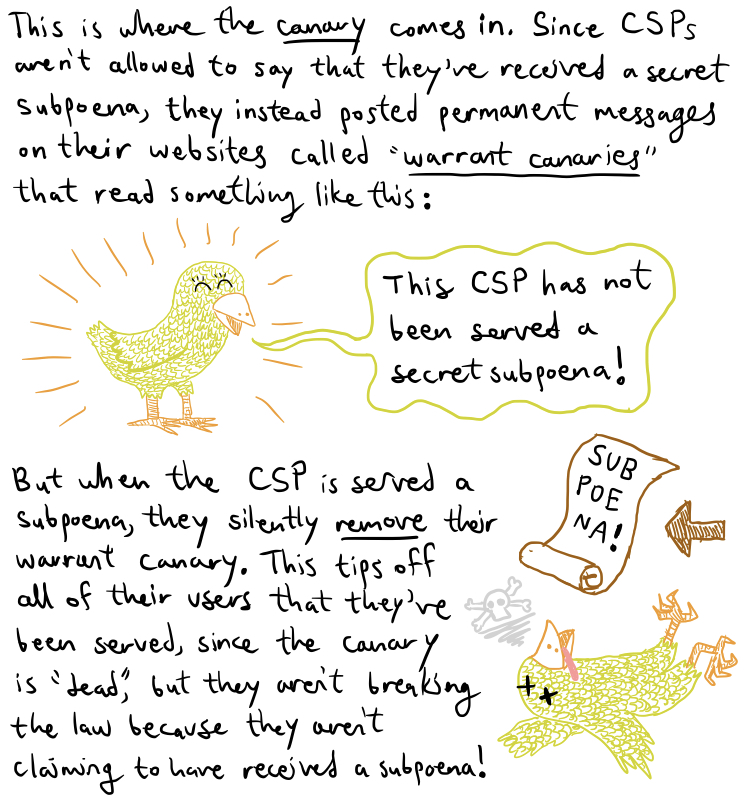 This is where the canary comes in. Since CSPs
aren't allowed to say that they've received a secret
subpoena, they instead posted permanent messages
on their websites called "warrant canaries"
that read something like this:
This CSP has not
been served a
secret subpoena!
But when the CSP is served a
subpoena, they silently remove their
warrant canary. This tips off
all of their users that they've
been served, since the canary
is "dead," but they aren't breaking
the law because they aren't
claiming to have received a subpoena!
SUB
POE
NA!